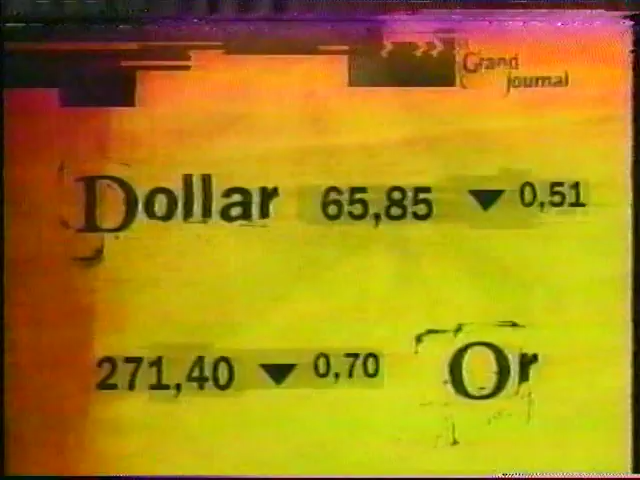 Grand
Journal
Dollar 65,85 ▼ 0,51
271,40 ▼ 0,70 Or